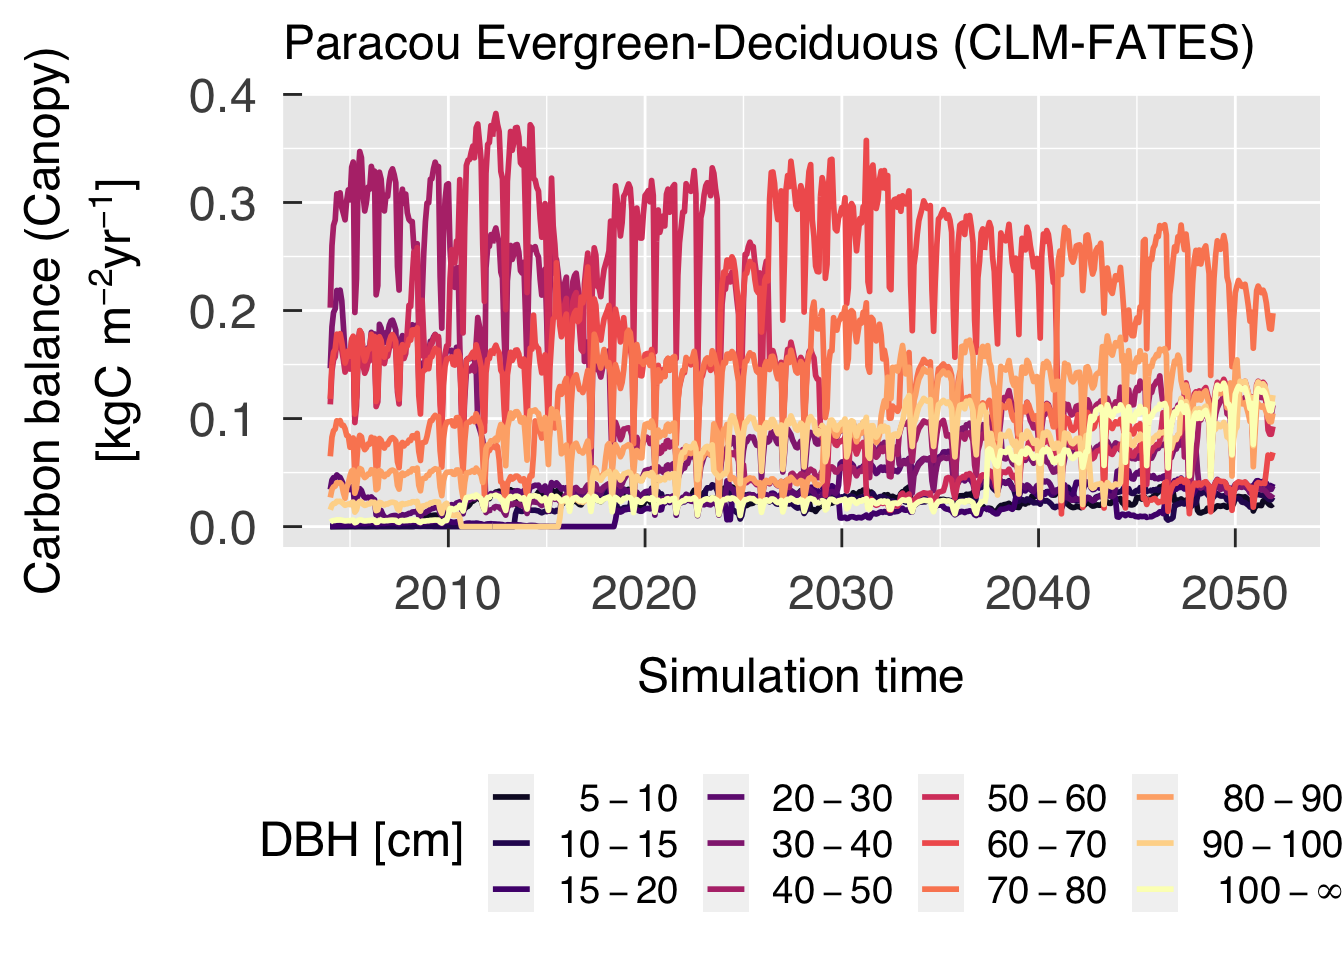 Paracou Evergreen-Deciduous (CLM-FATES)
Carbon balance (Canopy)
[kgC m⁻²yr⁻¹]
0.4
0.3
0.2
0.1
0.0
2010 2020 2030 2040 2050
Simulation time
DBH [cm]
5 – 10 20 – 30 50 – 60 80 – 90
10 – 15 30 – 40 60 – 70 90 – 100
15 – 20 40 – 50 70 – 80 100 – ∞